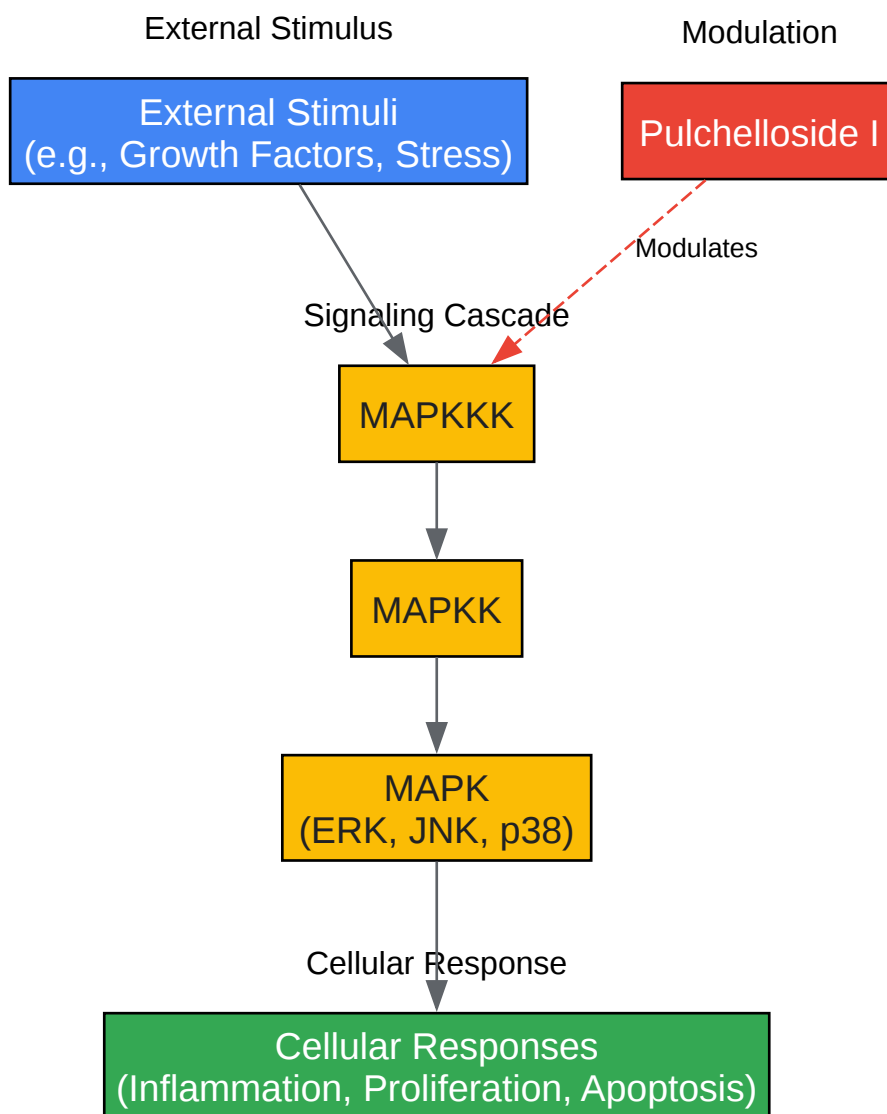 External Stimulus
Modulation
External Stimuli
(e.g., Growth Factors, Stress)
Pulchelloside I
Modulates
Signaling Cascade
MAPKKK
MAPKK
MAPK
(ERK, JNK, p38)
Cellular Response
Cellular Responses
(Inflammation, Proliferation, Apoptosis)